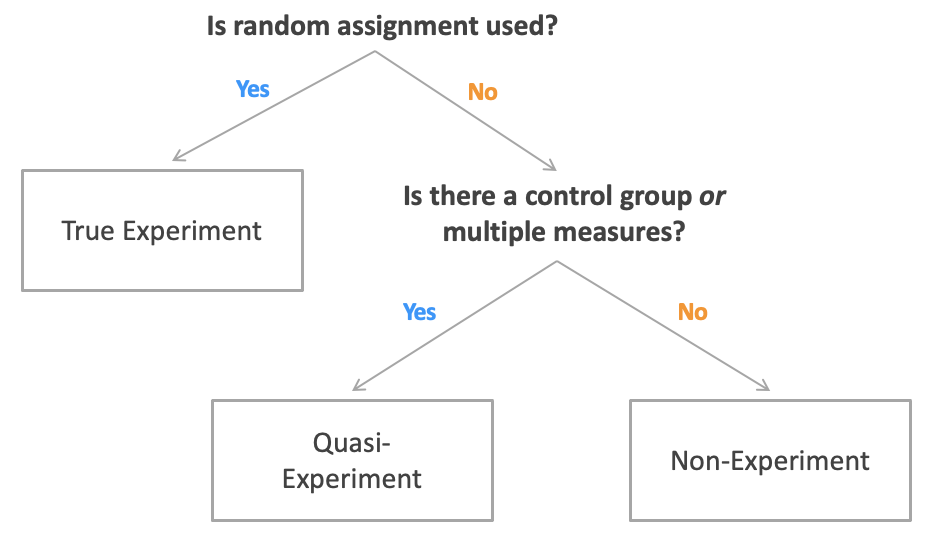 Is random assignment used?
Yes
No
True Experiment
Is there a control group or
multiple measures?
Yes
No
Quasi-
Experiment
Non-Experiment